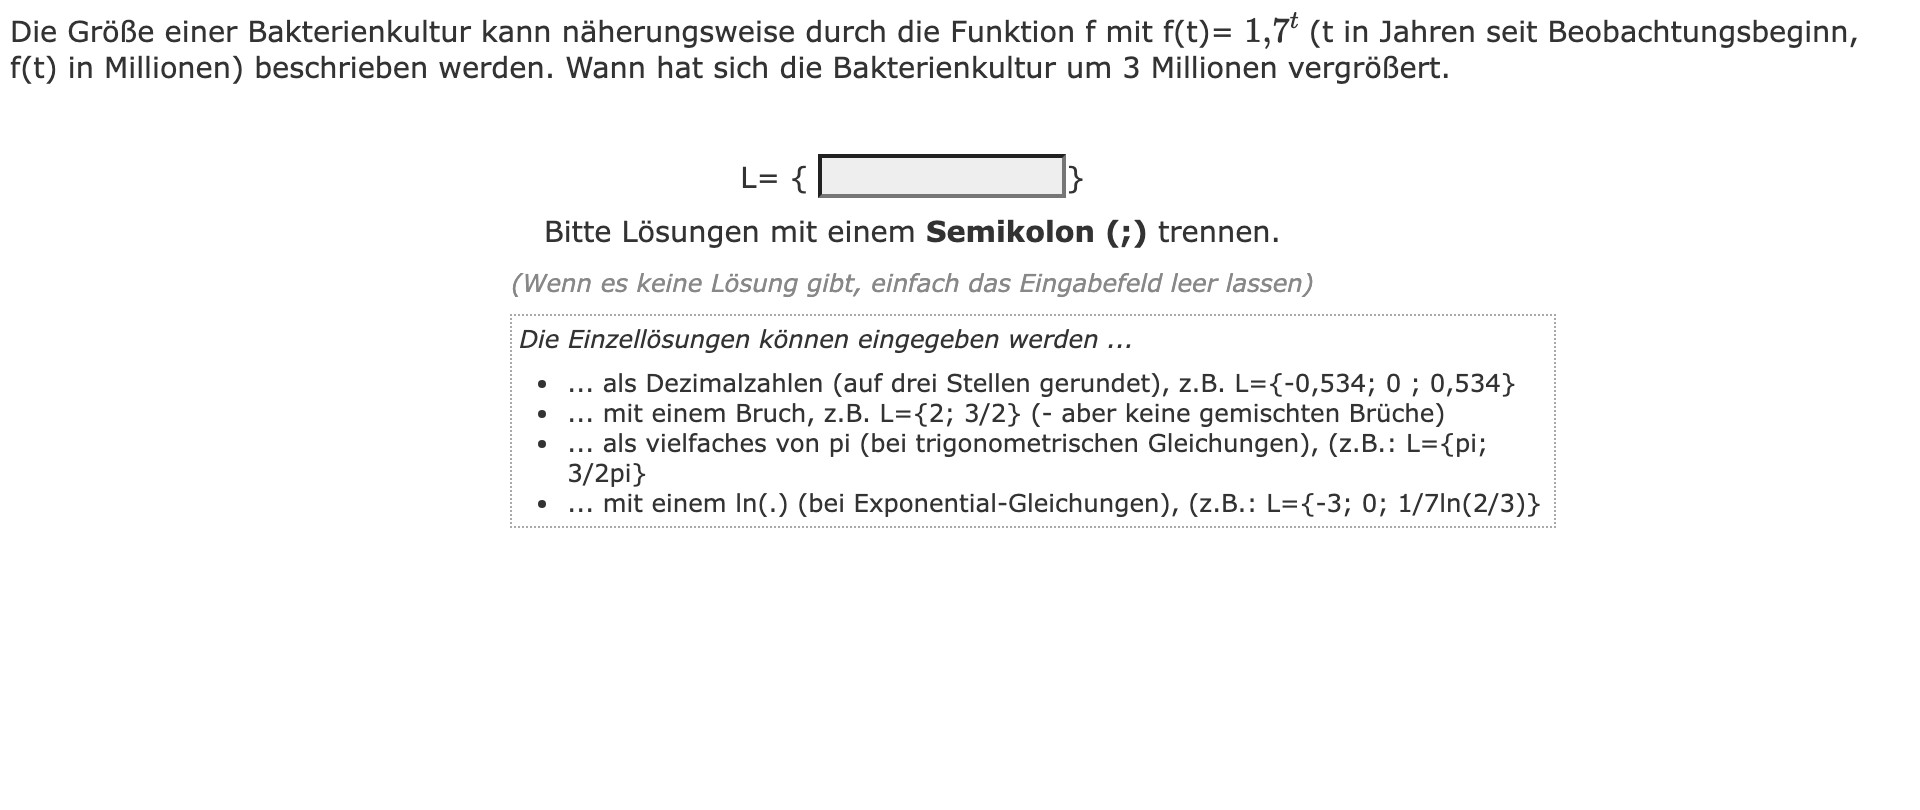 Die Größe einer Bakterienkultur kann näherungsweise durch die Funktion f mit f(t)= 1,7^t (t in Jahren seit Beobachtungsbeginn,
f(t) in Millionen) beschrieben werden. Wann hat sich die Bakterienkultur um 3 Millionen vergrößert.
L= { }
Bitte Lösungen mit einem Semikolon (;) trennen.
(Wenn es keine Lösung gibt, einfach das Eingabefeld leer lassen)
Die Einzellösungen können eingegeben werden ...
• ... als Dezimalzahlen (auf drei Stellen gerundet), z.B. L={-0,534; 0 ; 0,534}
• ... mit einem Bruch, z.B. L={2; 3/2} (- aber keine gemischten Brüche)
• ... als vielfaches von pi (bei trigonometrischen Gleichungen), (z.B.: L={pi;
3/2pi}
• ... mit einem ln(.) (bei Exponential-Gleichungen), (z.B.: L={-3; 0; 1/7ln(2/3)}